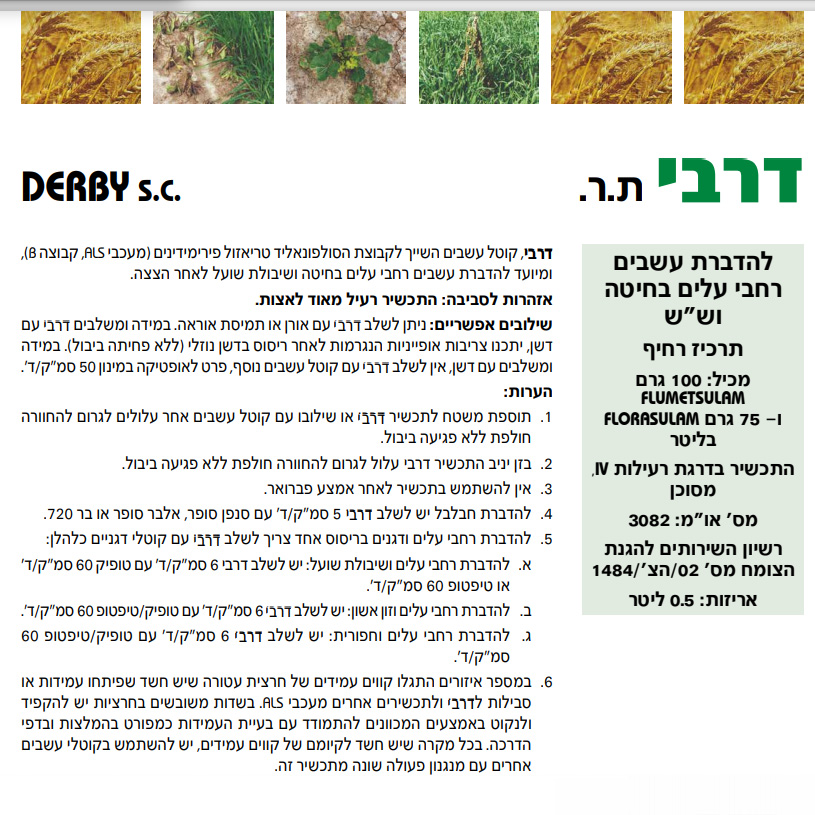 דרבי ת.ר.
DERBY S.C.
להדברת עשבים
רחבי עלים בחיטה
וש"ש
תרכיז רחיף
מכיל: 100 גרם
FLUMETSULAM
ו- 75 גרם FLORASULAM
בליטר
התכשיר בדרגת רעילות IV,
מסוכן
מס' או"מ: 3082
רשיון השירותים להגנת
הצומח מס' 02/הצ'/1484
אריזות: 0.5 ליטר
דרבי, קוטל עשבים השייך לקבוצת הסולפונאליד טריאזול פירימידינים (מעכבי ALS, קבוצה B),
ומיועד להדברת עשבים רחבי עלים בחיטה ושיבולת שועל לאחר הצצה.
אזהרות לסביבה: התכשיר רעיל מאוד לאצות.
שילובים אפשריים: ניתן לשלב דרבי עם אורן או תמיסת אוראה. במידה ומשלבים דרבי עם
דשן, יתכנו צריבות אופייניות הנגרמות לאחר ריסוס בדשן נוזלי (ללא פחיתה ביבול). במידה
ומשלבים עם דשן, אין לשלב דרבי עם קוטל עשבים נוסף, פרט לאופטיקה במינון 50 סמ"ק/ד'.
הערות:
1. תוספת משטח לתכשיר דרבי או שילובו עם קוטל עשבים אחר עלולים לגרום להחוורה
חולפת ללא פגיעה ביבול.
2. בזן יניב התכשיר דרבי עלול לגרום להחוורה חולפת ללא פגיעה ביבול.
3. אין להשתמש בתכשיר לאחר אמצע פברואר.
4. להדברת חבלבל יש לשלב דרבי 5 סמ"ק/ד' עם סנפן סופר, אלבר סופר או בר 720.
5. להדברת רחבי עלים ודגנים בריסוס אחד צריך לשלב דרבי עם קוטלי דגניים כלהלן:
א. להדברת רחבי עלים ושיבולת שועל: יש לשלב דרבי 6 סמ"ק/ד' עם טופיק 60 סמ"ק/ד'
או טיפטופ 60 סמ"ק/ד'.
ב. להדברת רחבי עלים וזון אשון: יש לשלב דרבי 6 סמ"ק/ד' עם טופיק/טיפטופ 60 סמ"ק/ד'.
ג. להדברת רחבי עלים וחפורית: יש לשלב דרבי 6 סמ"ק/ד' עם טופיק/טיפטופ 60
סמ"ק/ד'.
6. במספר איזורים התגלו קווים עמידים של חרצית עטורה שיש חשד שפיתחו עמידות או
סבילות לדרבי ולתכשירים אחרים מעכבי ALS. בשדות משובשים בחרציות יש להקפיד
ולנקוט באמצעים המכוונים להתמודד עם בעיית העמידות כמפורט בהמלצות ובדפי
הדרכה. בכל מקרה שיש חשד לקיומם של קווים עמידים, יש להשתמש בקוטלי עשבים
אחרים עם מנגנון פעולה שונה מתכשיר זה.